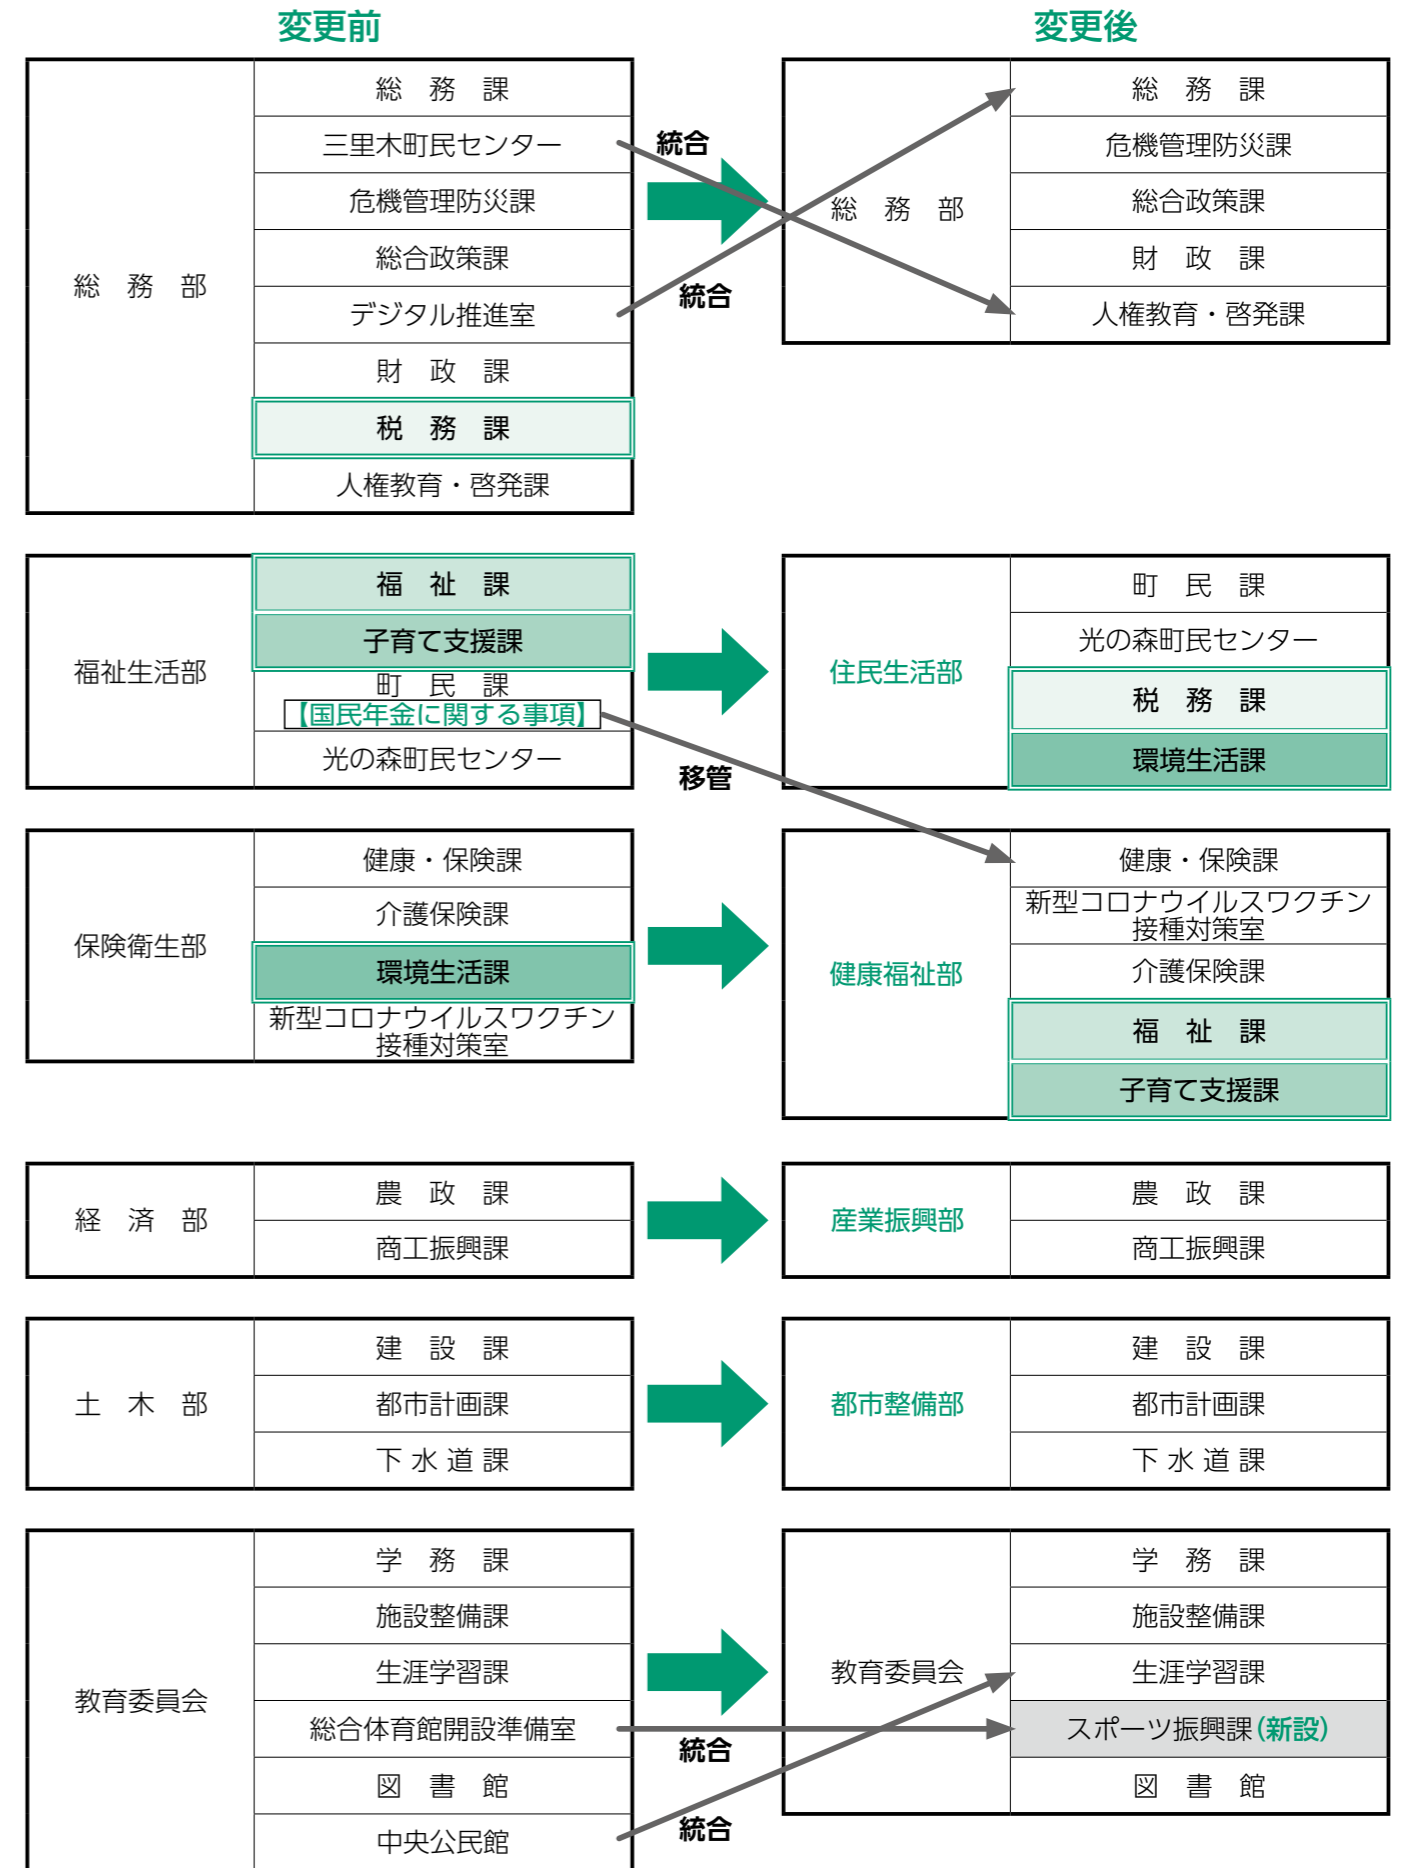 変更前
変更後
総務部
総務課
三里木町民センター
危機管理防災課
総合政策課
デジタル推進室
財政課
税務課
人権教育・啓発課
統合
統合
総務部
総務課
危機管理防災課
総合政策課
財政課
人権教育・啓発課
福祉生活部
福祉課
子育て支援課
町民課
【国民年金に関する事項】
光の森町民センター
移管
住民生活部
町民課
光の森町民センター
税務課
環境生活課
保険衛生部
健康・保険課
介護保険課
環境生活課
新型コロナウイルスワクチン
接種対策室
健康福祉部
健康・保険課
新型コロナウイルスワクチン
接種対策室
介護保険課
福祉課
子育て支援課
経済部
農政課
商工振興課
産業振興部
農政課
商工振興課
土木部
建設課
都市計画課
下水道課
都市整備部
建設課
都市計画課
下水道課
教育委員会
学務課
施設整備課
生涯学習課
総合体育館開設準備室
図書館
中央公民館
統合
統合
教育委員会
学務課
施設整備課
生涯学習課
スポーツ振興課(新設)
図書館